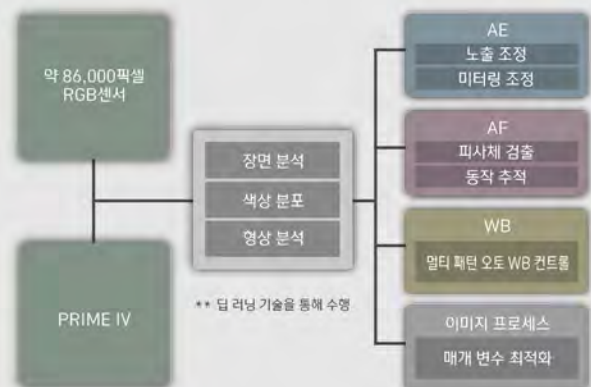 약 86,000픽셀
RGB센서
PRIME IV
장면 분석
색상 분포
형상 분석
** 딥 러닝 기술을 통해 수행
AE
노출 조정
미터링 조정
AF
피사체 검출
동작 추적
WB
멀티 패턴 오토 WB 컨트롤
이미지 프로세스
매개 변수 최적화